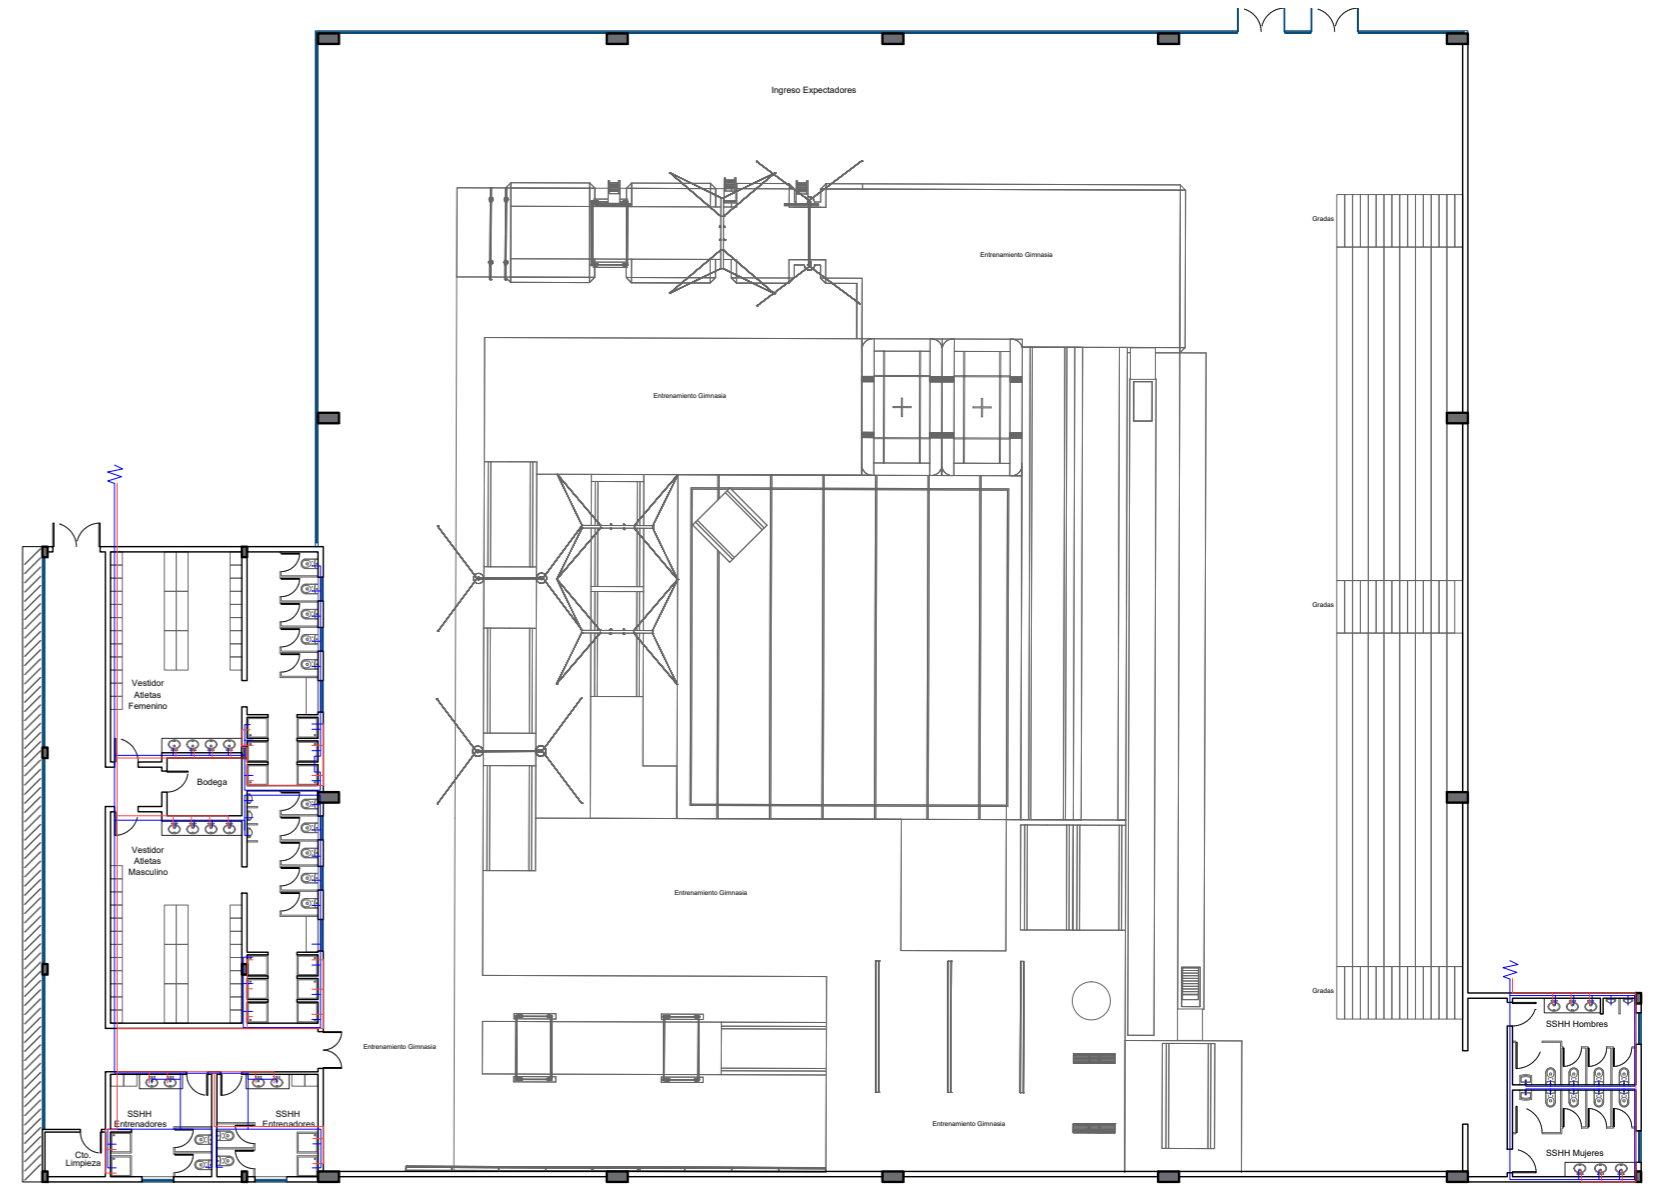 Ingreso Expectadores
Gradas
Entrenamiento Gimnasia
Entrenamiento Gimnasia
Gradas
Vestidor
Atletas
Femenino
Bodega
Vestidor
Atletas
Masculino
Entrenamiento Gimnasia
Gradas
SSHH Hombres
Entrenamiento Gimnasia
SSHH
Entrenadores
SSHH
Entrenadores
Entrenamiento Gimnasia
Cto.
Limpieza
SSHH Mujeres